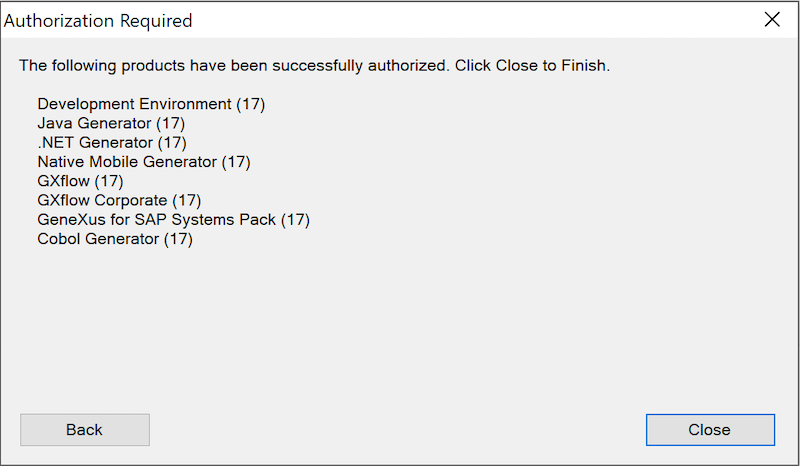 Authorization Required
The following products have been successfully authorized. Click Close to Finish.
Development Environment (17)
Java Generator (17)
.NET Generator (17)
Native Mobile Generator (17)
GXflow (17)
GXflow Corporate (17)
GeneXus for SAP Systems Pack (17)
Cobol Generator (17)
Back
Close